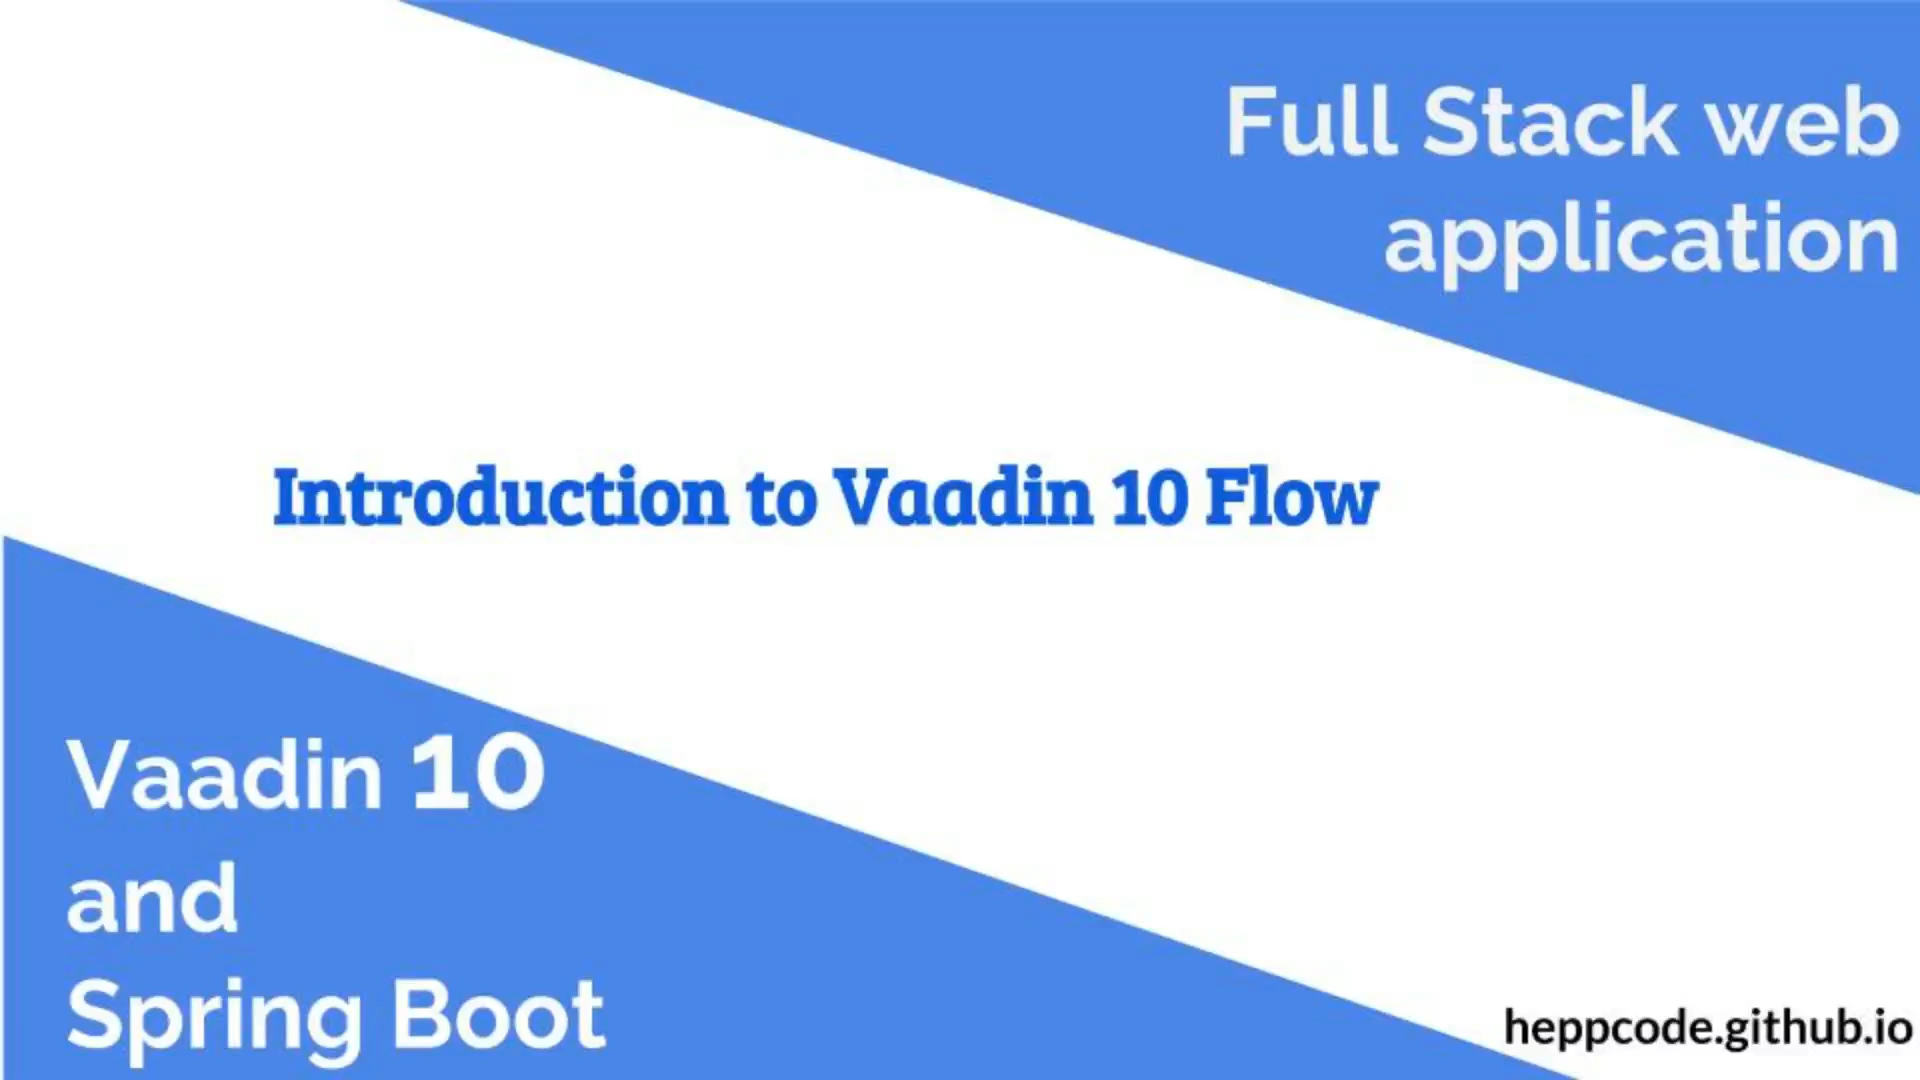 Full Stack web
application
Introduction to Vaadin 10 Flow
Vaadin 10
and
Spring Boot
heppcode.github.io